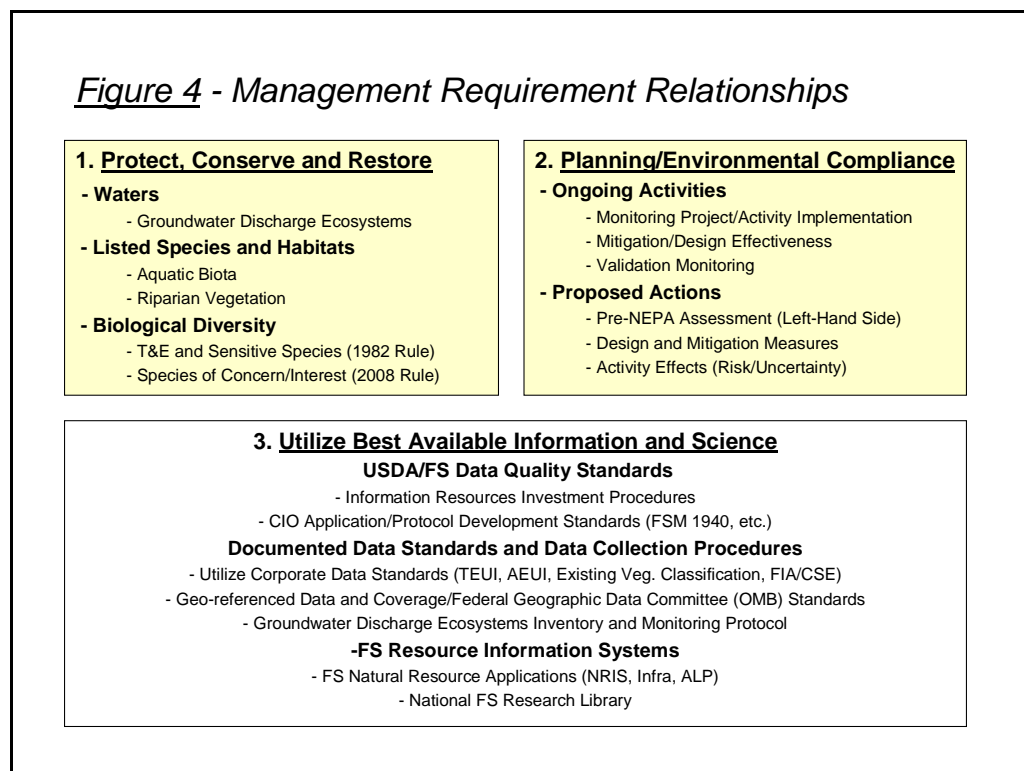 Figure 4 - Management Requirement Relationships
1. Protect, Conserve and Restore
- Waters
- Groundwater Discharge Ecosystems
- Listed Species and Habitats
- Aquatic Biota
- Riparian Vegetation
- Biological Diversity
- T&E and Sensitive Species (1982 Rule)
- Species of Concern/Interest (2008 Rule)
2. Planning/Environmental Compliance
- Ongoing Activities
- Monitoring Project/Activity Implementation
- Mitigation/Design Effectiveness
- Validation Monitoring
- Proposed Actions
- Pre-NEPA Assessment (Left-Hand Side)
- Design and Mitigation Measures
- Activity Effects (Risk/Uncertainty)
3. Utilize Best Available Information and Science
USDA/FS Data Quality Standards
- Information Resources Investment Procedures
- CIO Application/Protocol Development Standards (FSM 1940, etc.)
Documented Data Standards and Data Collection Procedures
- Utilize Corporate Data Standards (TEUI, AEUI, Existing Veg. Classification, FIA/CSE)
- Geo-referenced Data and Coverage/Federal Geographic Data Committee (OMB) Standards
- Groundwater Discharge Ecosystems Inventory and Monitoring Protocol
-FS Resource Information Systems
- FS Natural Resource Applications (NRIS, Infra, ALP)
- National FS Research Library